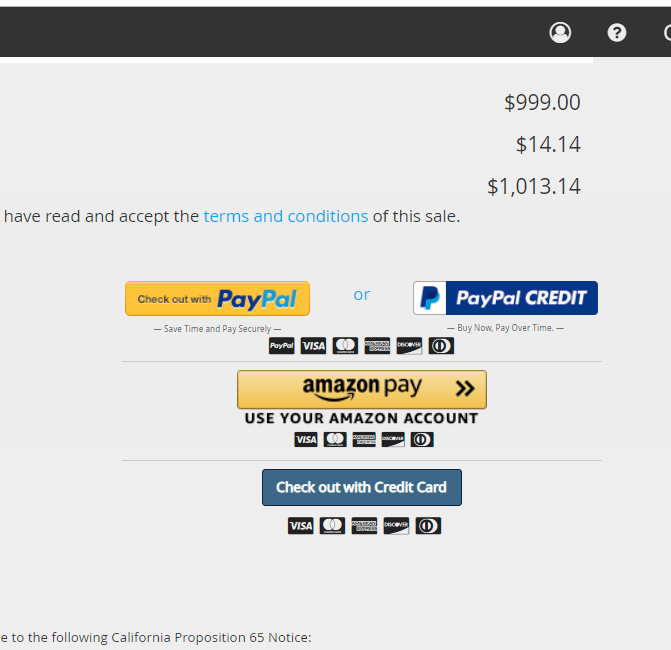 ?
$999.00
$14.14
$1,013.14
have read and accept the terms and conditions of this sale.
Check out with PayPal or PayPal CREDIT
— Save Time and Pay Securely — — Buy Now, Pay Over Time. —
PayPal VISA DISCOVER
amazon pay
USE YOUR AMAZON ACCOUNT
VISA DISCOVER
Check out with Credit Card
VISA DISCOVER
e to the following California Proposition 65 Notice: